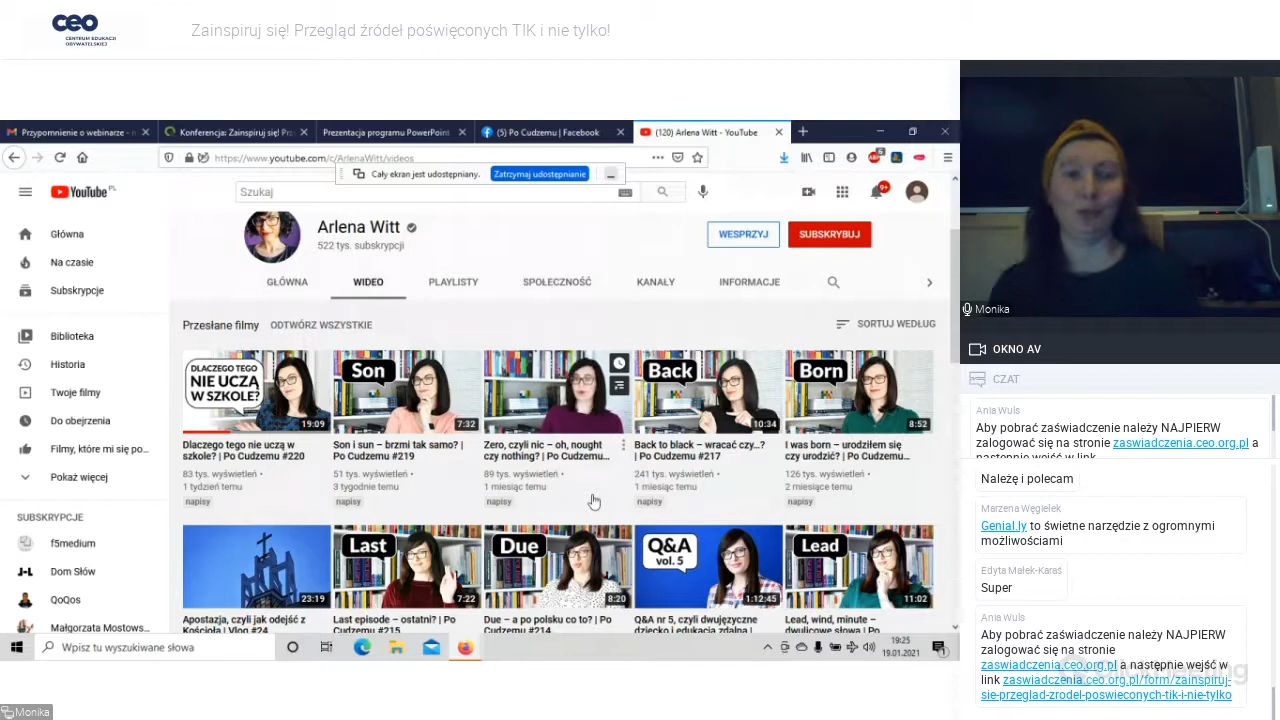 ceo
CENTRUM EDUKACJI
OBYWATELSKIEJ
Zainspiruj się! Przegląd źródeł poświęconych TIK i nie tylko!
Przypomnienie o webinarze - n
Konferencja: Zainspiruj się! Prz
Prezentacja programu PowerPoint
(5) Po Cudzemu | Facebook
(120) Arlena Witt - YouTube
https://www.youtube.com/c/ArlenaWitt/videos
Cały ekran jest udostępniany.
Zatrzymaj udostępnianie
YouTube PL
Szukaj
9+
Arlena Witt
522 tys. subskrypcji
WESPRZYJ
SUBSKRYBUJ
GŁÓWNA
WIDEO
PLAYLISTY
SPOŁECZNOŚĆ
KANAŁY
INFORMACJE
Główna
Na czasie
Subskrypcje
Biblioteka
Historia
Twoje filmy
Do obejrzenia
Filmy, które mi się po...
Pokaż więcej
SUBSKRYPCJE
f5medium
Dom Słów
QoQos
Małgorzata Mostows...
Przesłane filmy
ODTWÓRZ WSZYSTKIE
SORTUJ WEDŁUG
DLACZEGO TEGO
NIE UCZĄ
W SZKOLE?
19:09
Son
7:32
Back
10:34
Born
8:52
Dlaczego tego nie uczą w
szkole? | Po Cudzemu #220
83 tys. wyświetleń •
1 tydzień temu
napisy
Son i sun – brzmi tak samo? |
Po Cudzemu #219
51 tys. wyświetleń •
3 tygodnie temu
napisy
Zero, czyli nic – oh, nought
czy nothing? | Po Cudzemu...
89 tys. wyświetleń •
1 miesiąc temu
napisy
Back to black – wracać czy...?
| Po Cudzemu #217
241 tys. wyświetleń •
1 miesiąc temu
napisy
I was born – urodziłem się
czy urodził? | Po Cudzemu...
126 tys. wyświetleń •
2 miesiące temu
napisy
23:19
Last
7:22
Due
8:20
Q&A
vol. 5
1:12:45
Lead
11:02
Apostazja, czyli jak odejść z
Kościoła | Vlog #24
Last episode – ostatni? | Po
Cudzemu #215
Due – a po polsku co to? | Po
Cudzemu #214
Q&A nr 5, czyli dwujęzyczne
dziecko i edukacja zdalna |
Lead, wind, minute –
dwulicowe słowa | Po
Wpisz tu wyszukiwane słowa
19:25
19.01.2021
Monika
Monika
OKNO AV
CZAT
Ania Wuls
Aby pobrać zaświadczenie należy NAJPIERW
zalogować się na stronie zaswiadczenia.ceo.org.pl a
następnie wejść w link
Należę i polecam
Marzena Węgielek
Genial.ly to świetne narzędzie z ogromnymi
możliwościami
Edyta Małek-Karaś
Super
Ania Wuls
Aby pobrać zaświadczenie należy NAJPIERW
zalogować się na stronie
zaswiadczenia.ceo.org.pl a następnie wejść w
link zaswiadczenia.ceo.org.pl/form/zainspiruj-
sie-przeglad-zrodel-poswieconych-tik-i-nie-tylko